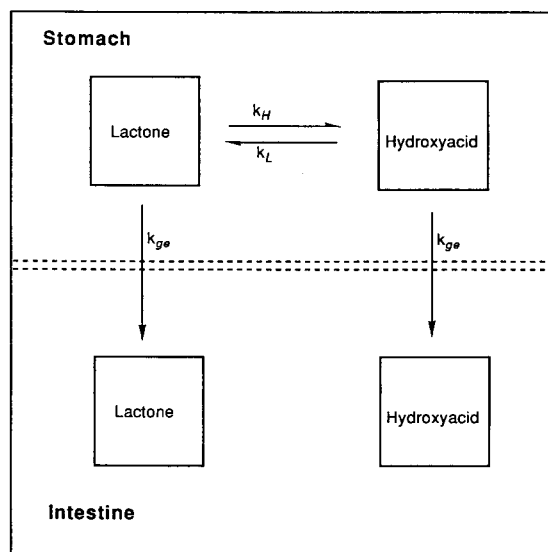 Stomach
Lactone
k_H
k_L
Hydroxyacid
k_ge
k_ge
Lactone
Hydroxyacid
Intestine